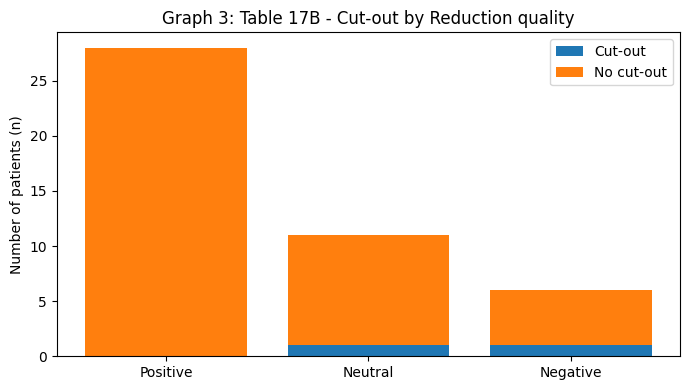 Graph 3: Table 17B - Cut-out by Reduction quality
Cut-out
No cut-out
Number of patients (n)
25
20
15
10
5
0
Positive
Neutral
Negative